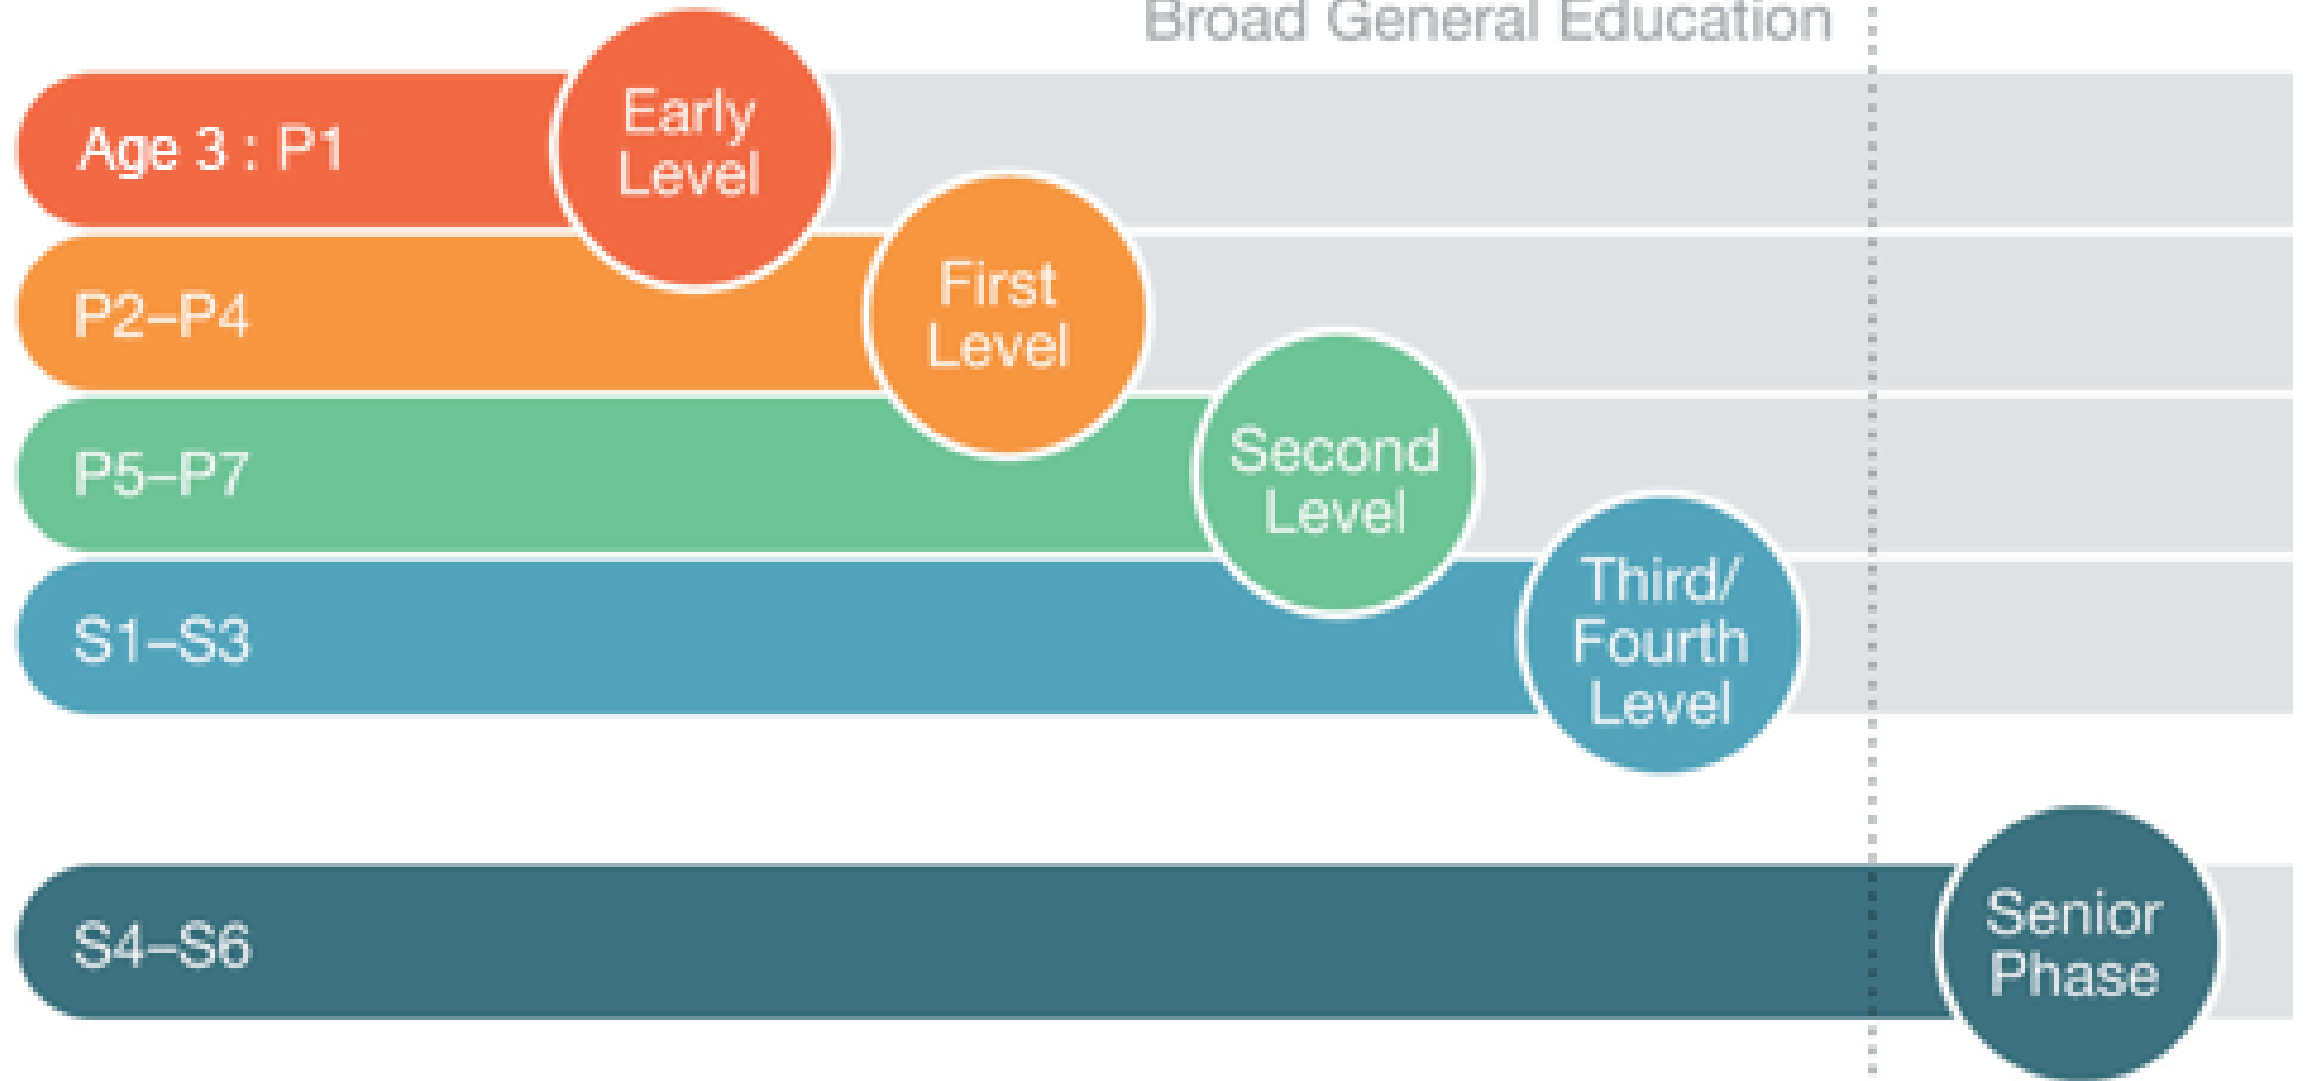 Broad General Education
Age 3 : P1
Early
Level
P2–P4
First
Level
P5–P7
Second
Level
S1–S3
Third/
Fourth
Level
S4–S6
Senior
Phase